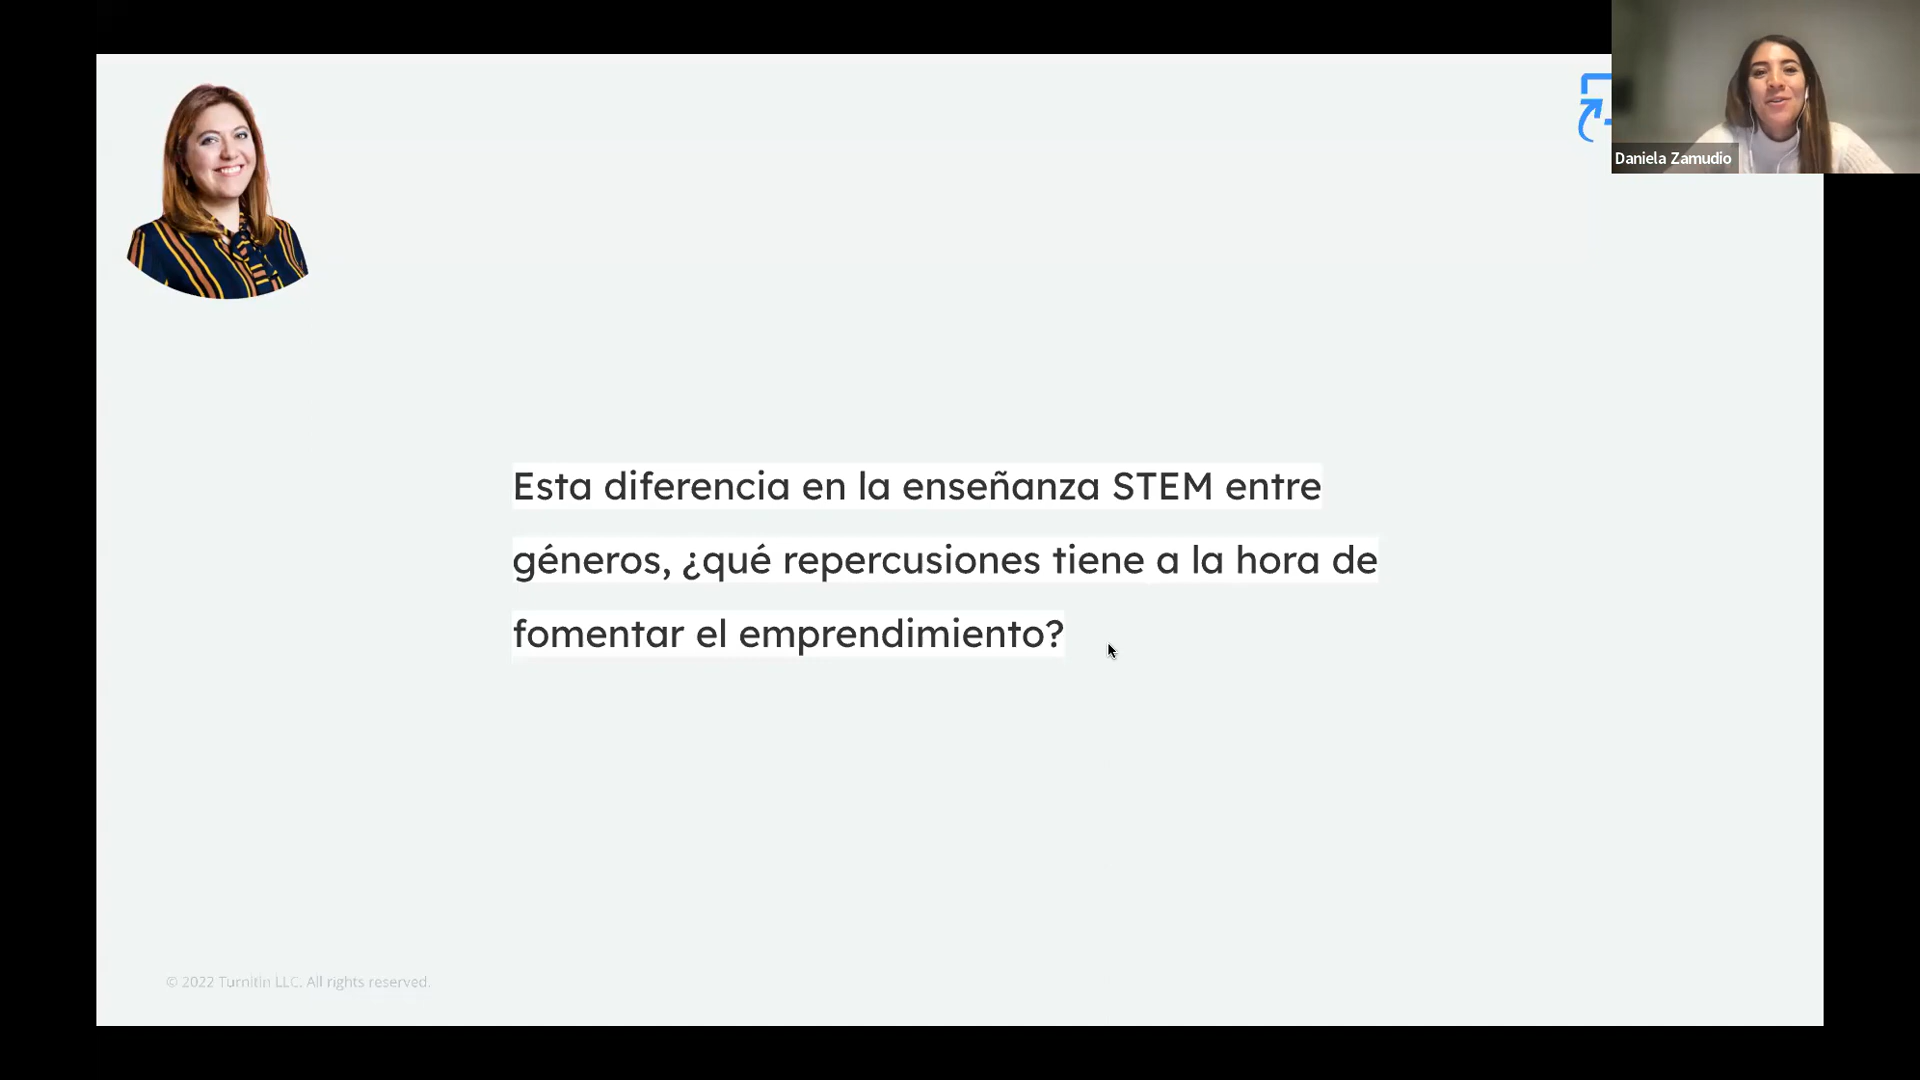 Daniela Zamudio
Esta diferencia en la enseñanza STEM entre
géneros, ¿qué repercusiones tiene a la hora de
fomentar el emprendimiento?
© 2022 Turnitin LLC. All rights reserved.